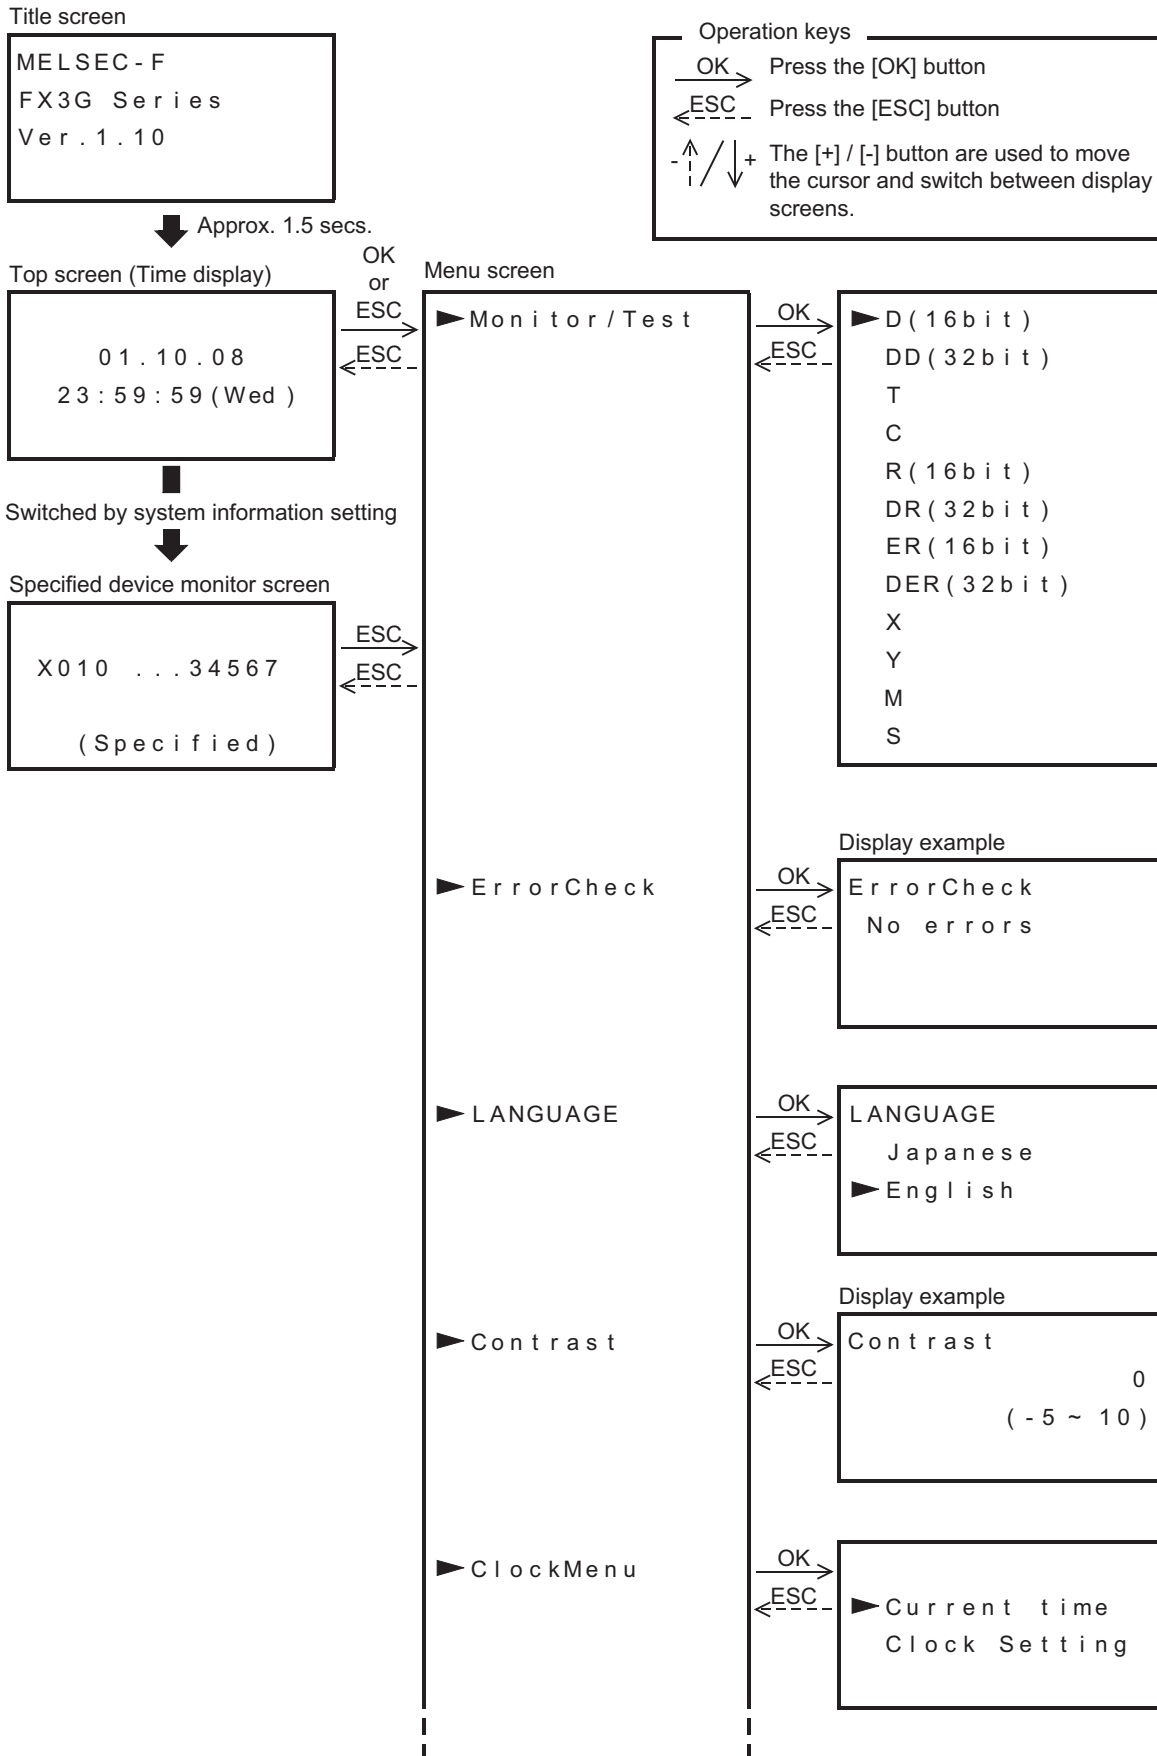 Title screen
MELSEC-F
FX3G Series
Ver.1.10
Approx. 1.5 secs.
Operation keys
OK Press the [OK] button
ESC Press the [ESC] button
- / + The [+] / [-] button are used to move
the cursor and switch between display
screens.
Top screen (Time display)
01.10.08
23:59:59(Wed)
OK
or
ESC
ESC
Switched by system information setting
Specified device monitor screen
X010 ...34567
(Specified)
ESC
ESC
Menu screen
Monitor/Test
OK
ESC
D(16bit)
DD(32bit)
T
C
R(16bit)
DR(32bit)
ER(16bit)
DER(32bit)
X
Y
M
S
ErrorCheck
OK
ESC
Display example
ErrorCheck
No errors
LANGUAGE
OK
ESC
LANGUAGE
Japanese
English
Contrast
OK
ESC
Display example
Contrast
0
(-5 ~ 10)
ClockMenu
OK
ESC
Current time
Clock Setting